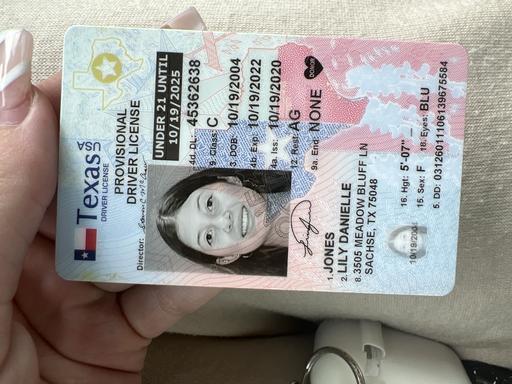 Texas
USA
DRIVER LICENSE
PROVISIONAL
DRIVER LICENSE
UNDER 21 UNTIL
10/19/2025
Director:
4d. DL: 45362638
9. Class: C
3. DOB: 10/19/2004
4b. Exp: 10/19/2022
4a. Iss: 10/19/2020
12. Rest: AG
9a. End: NONE
DONOR
1. JONES
2. LILY DANIELLE
8. 3505 MEADOW BLUFF LN
SACHSE, TX 75048
16. Hgt: 5'-07"
15. Sex: F 18. Eyes: BLU
5. DD: 03126011106139675584
10/19/2004